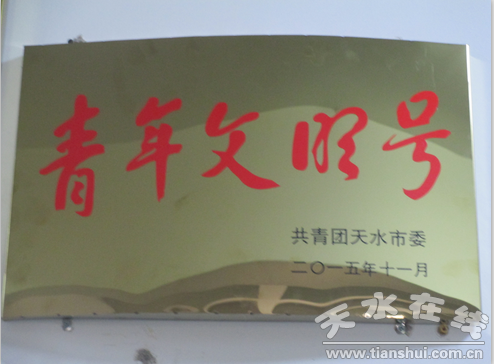 青年文明号
共青团天水市委
二〇一五年十一月
天水在线
www.tianshui.com.cn